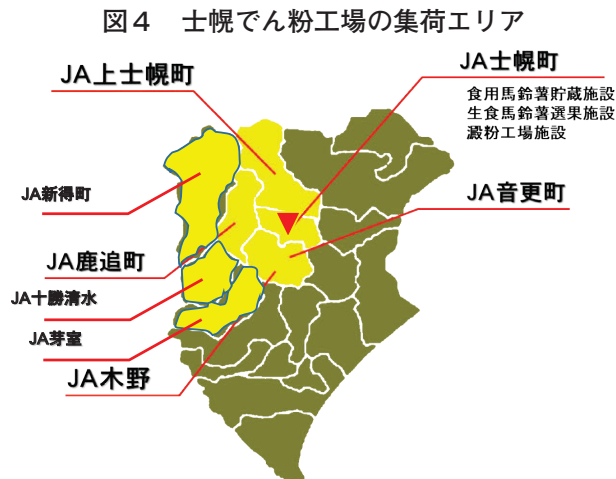 図4　士幌でん粉工場の集荷エリア
JA上士幌町
JA士幌町
食用馬鈴薯貯蔵施設
生食馬鈴薯選果施設
澱粉工場施設
JA新得町
JA音更町
JA鹿追町
JA十勝清水
JA芽室
JA木野